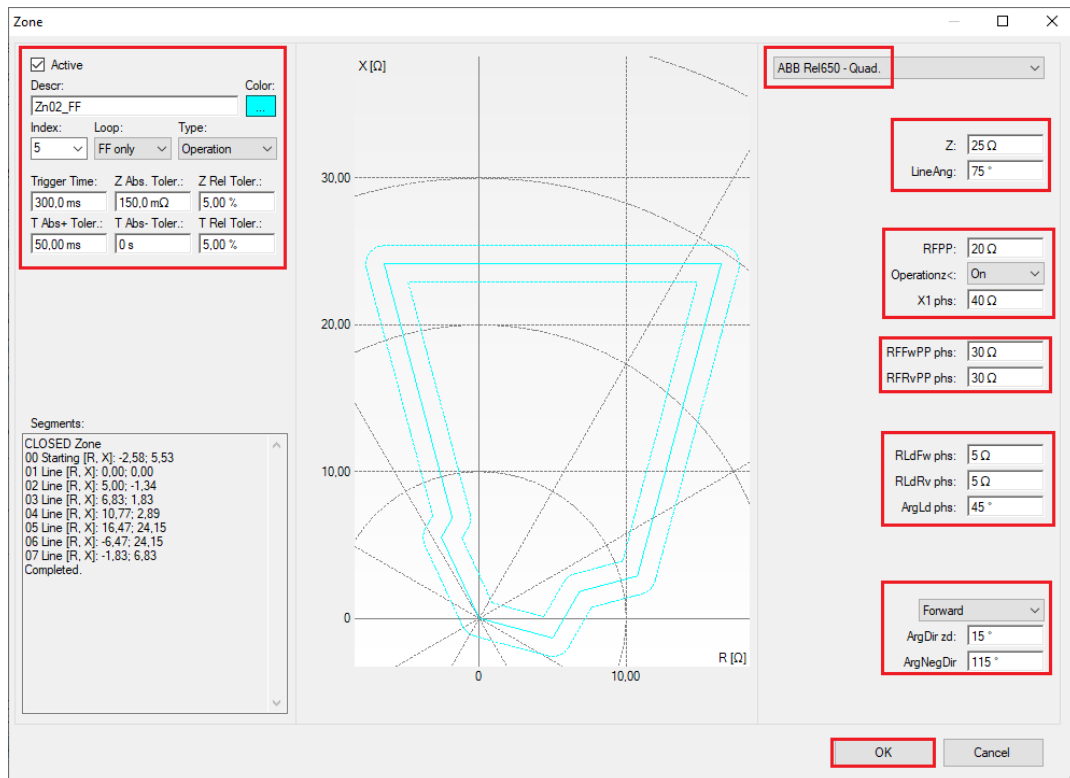 Zone
Active
Descr: Color:
Zn02_FF ...
Index: Loop: Type:
5 FF only Operation
Trigger Time: Z Abs. Toler.: Z Rel Toler.:
300,0 ms 150,0 mΩ 5,00 %
T Abs+ Toler.: T Abs- Toler.: T Rel Toler.:
50,00 ms 0 s 5,00 %
Segments:
CLOSED Zone
00 Starting [R, X]: -2,58; 5,53
01 Line [R, X]: 0,00; 0,00
02 Line [R, X]: 5,00; -1,34
03 Line [R, X]: 6,83; 1,83
04 Line [R, X]: 10,77; 2,89
05 Line [R, X]: 16,47; 24,15
06 Line [R, X]: -6,47; 24,15
07 Line [R, X]: -1,83; 6,83
Completed.
X [Ω]
30,00
20,00
10,00
0
R [Ω]
0 10,00
ABB Rel650 - Quad.
Z: 25 Ω
LineAng: 75 °
RFPP: 20 Ω
Operationz<: On
X1 phs: 40 Ω
RFFwPP phs: 30 Ω
RFRvPP phs: 30 Ω
RLdFw phs: 5 Ω
RLdRv phs: 5 Ω
ArgLd phs: 45 °
Forward
ArgDir zd: 15 °
ArgNegDir 115 °
OK Cancel